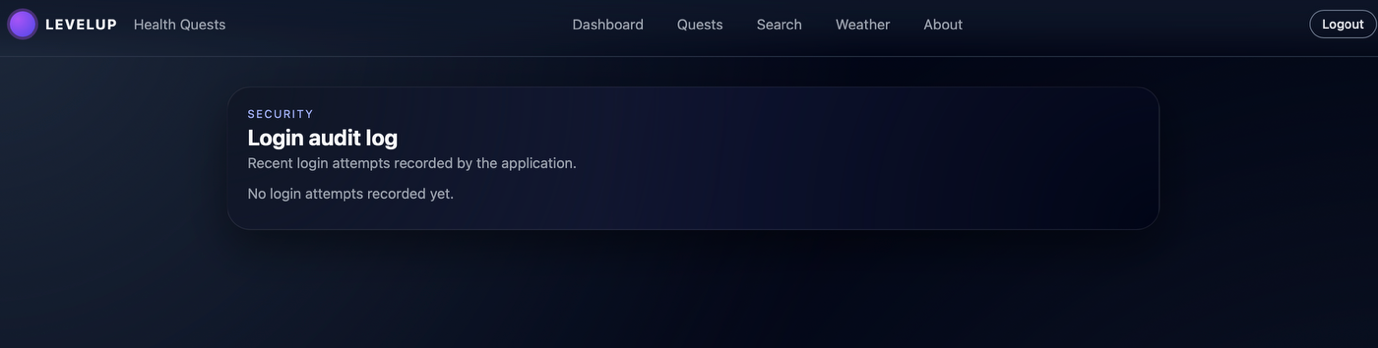 LEVELUP Health Quests Dashboard Quests Search Weather About Logout
SECURITY
Login audit log
Recent login attempts recorded by the application.
No login attempts recorded yet.